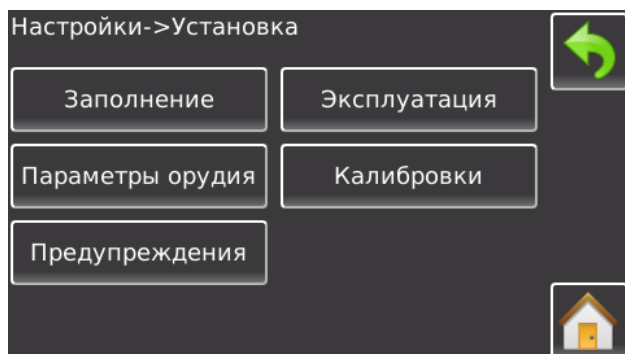 Настройки->Установка
Заполнение
Эксплуатация
Параметры орудия
Калибровки
Предупреждения